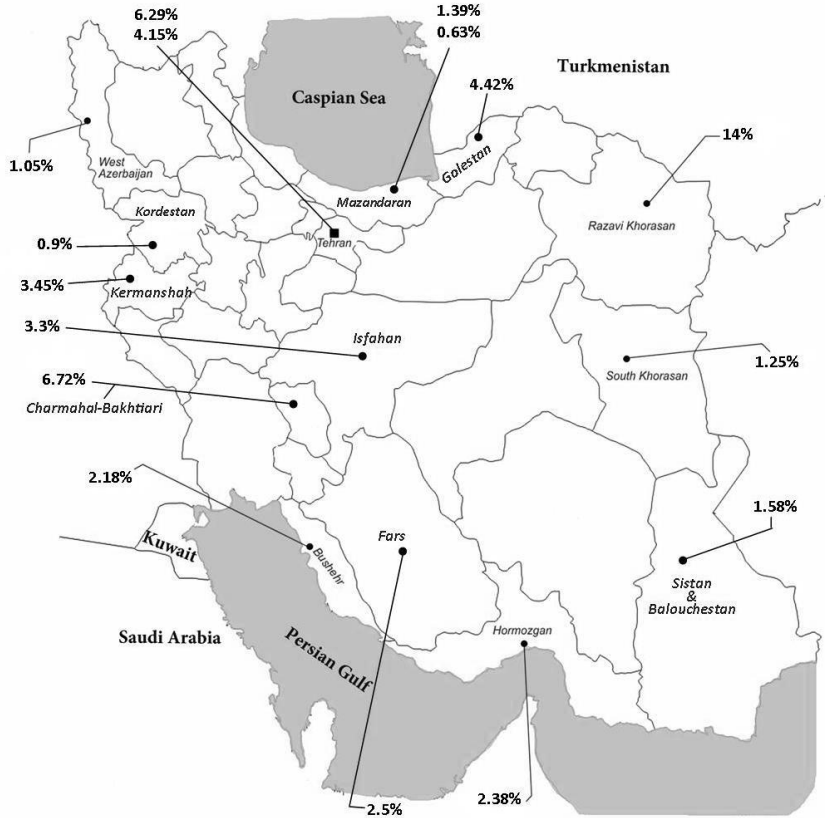 6.29%
4.15%
1.39%
0.63%
Turkmenistan
Caspian Sea
4.42%
14%
1.05%
West
Azerbaijan
Golestan
Mazandaran
Kordestan
Razavi Khorasan
Tehran
0.9%
3.45%
Kermanshah
3.3%
Isfahan
1.25%
South Khorasan
6.72%
Charmahal-Bakhtiari
2.18%
1.58%
Fars
Kuwait
Bushehr
Sistan
&
Balouchestan
Hormozgan
Saudi Arabia
Persian Gulf
2.38%
2.5%